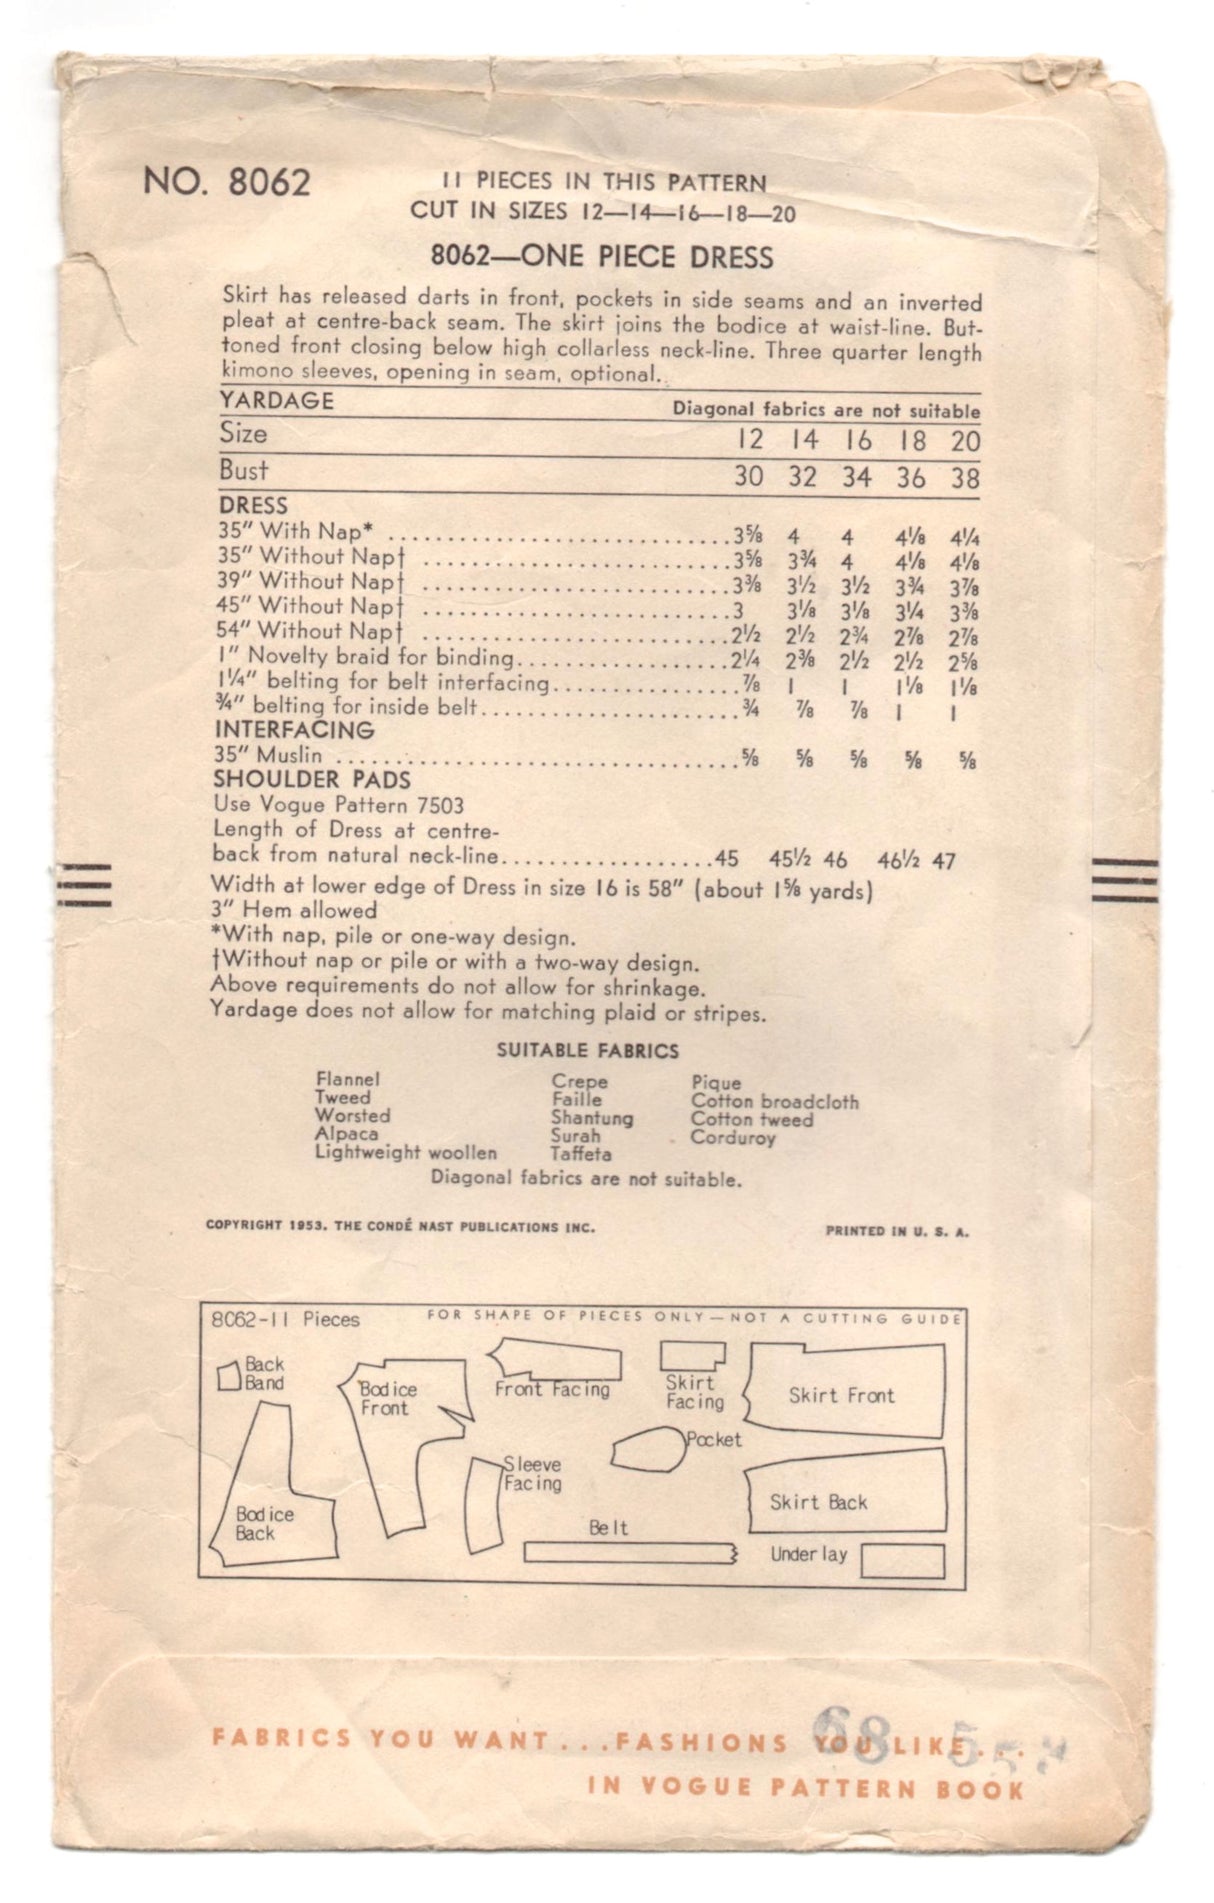 NO. 8062
11 PIECES IN THIS PATTERN
CUT IN SIZES 12—14—16—18—20
8062—ONE PIECE DRESS
Skirt has released darts in front, pockets in side seams and an inverted
pleat at centre-back seam. The skirt joins the bodice at waist-line. But-
toned front closing below high collarless neck-line. Three quarter length
kimono sleeves, opening in seam, optional.
YARDAGE Diagonal fabrics are not suitable
Size 12 14 16 18 20
Bust 30 32 34 36 38
DRESS
35" With Nap* ............................ 3⅝ 4 4 4⅛ 4¼
35" Without Nap† ......................... 3⅝ 3¾ 4 4⅛ 4⅛
39" Without Nap† ......................... 3⅜ 3½ 3½ 3¾ 3⅞
45" Without Nap† ......................... 3 3⅛ 3⅛ 3¼ 3⅜
54" Without Nap† ......................... 2½ 2½ 2¾ 2⅞ 2⅞
1" Novelty braid for binding.................. 2¼ 2⅜ 2½ 2½ 2⅝
1¼" belting for belt interfacing................ ⅞ 1 1 1⅛ 1⅛
¾" belting for inside belt...................... ¾ ⅞ ⅞ 1 1
INTERFACING
35" Muslin ................................. ⅝ ⅝ ⅝ ⅝ ⅝
SHOULDER PADS
Use Vogue Pattern 7503
Length of Dress at centre-
back from natural neck-line.................. 45 45½ 46 46½ 47
Width at lower edge of Dress in size 16 is 58" (about 1⅝ yards)
3" Hem allowed
*With nap, pile or one-way design.
†Without nap or pile or with a two-way design.
Above requirements do not allow for shrinkage.
Yardage does not allow for matching plaid or stripes.
SUITABLE FABRICS
Flannel Crepe Pique
Tweed Faille Cotton broadcloth
Worsted Shantung Cotton tweed
Alpaca Surah Corduroy
Lightweight woollen Taffeta
Diagonal fabrics are not suitable.
COPYRIGHT 1953. THE CONDÉ NAST PUBLICATIONS INC. PRINTED IN U. S. A.
8062-11 Pieces FOR SHAPE OF PIECES ONLY—NOT A CUTTING GUIDE
Back
Band
Bodice
Front
Front Facing
Skirt
Facing
Skirt Front
Pocket
Sleeve
Facing
Bodice
Back
Skirt Back
Belt
Underlay
FABRICS YOU WANT...FASHIONS YOU LIKE...
IN VOGUE PATTERN BOOK
68